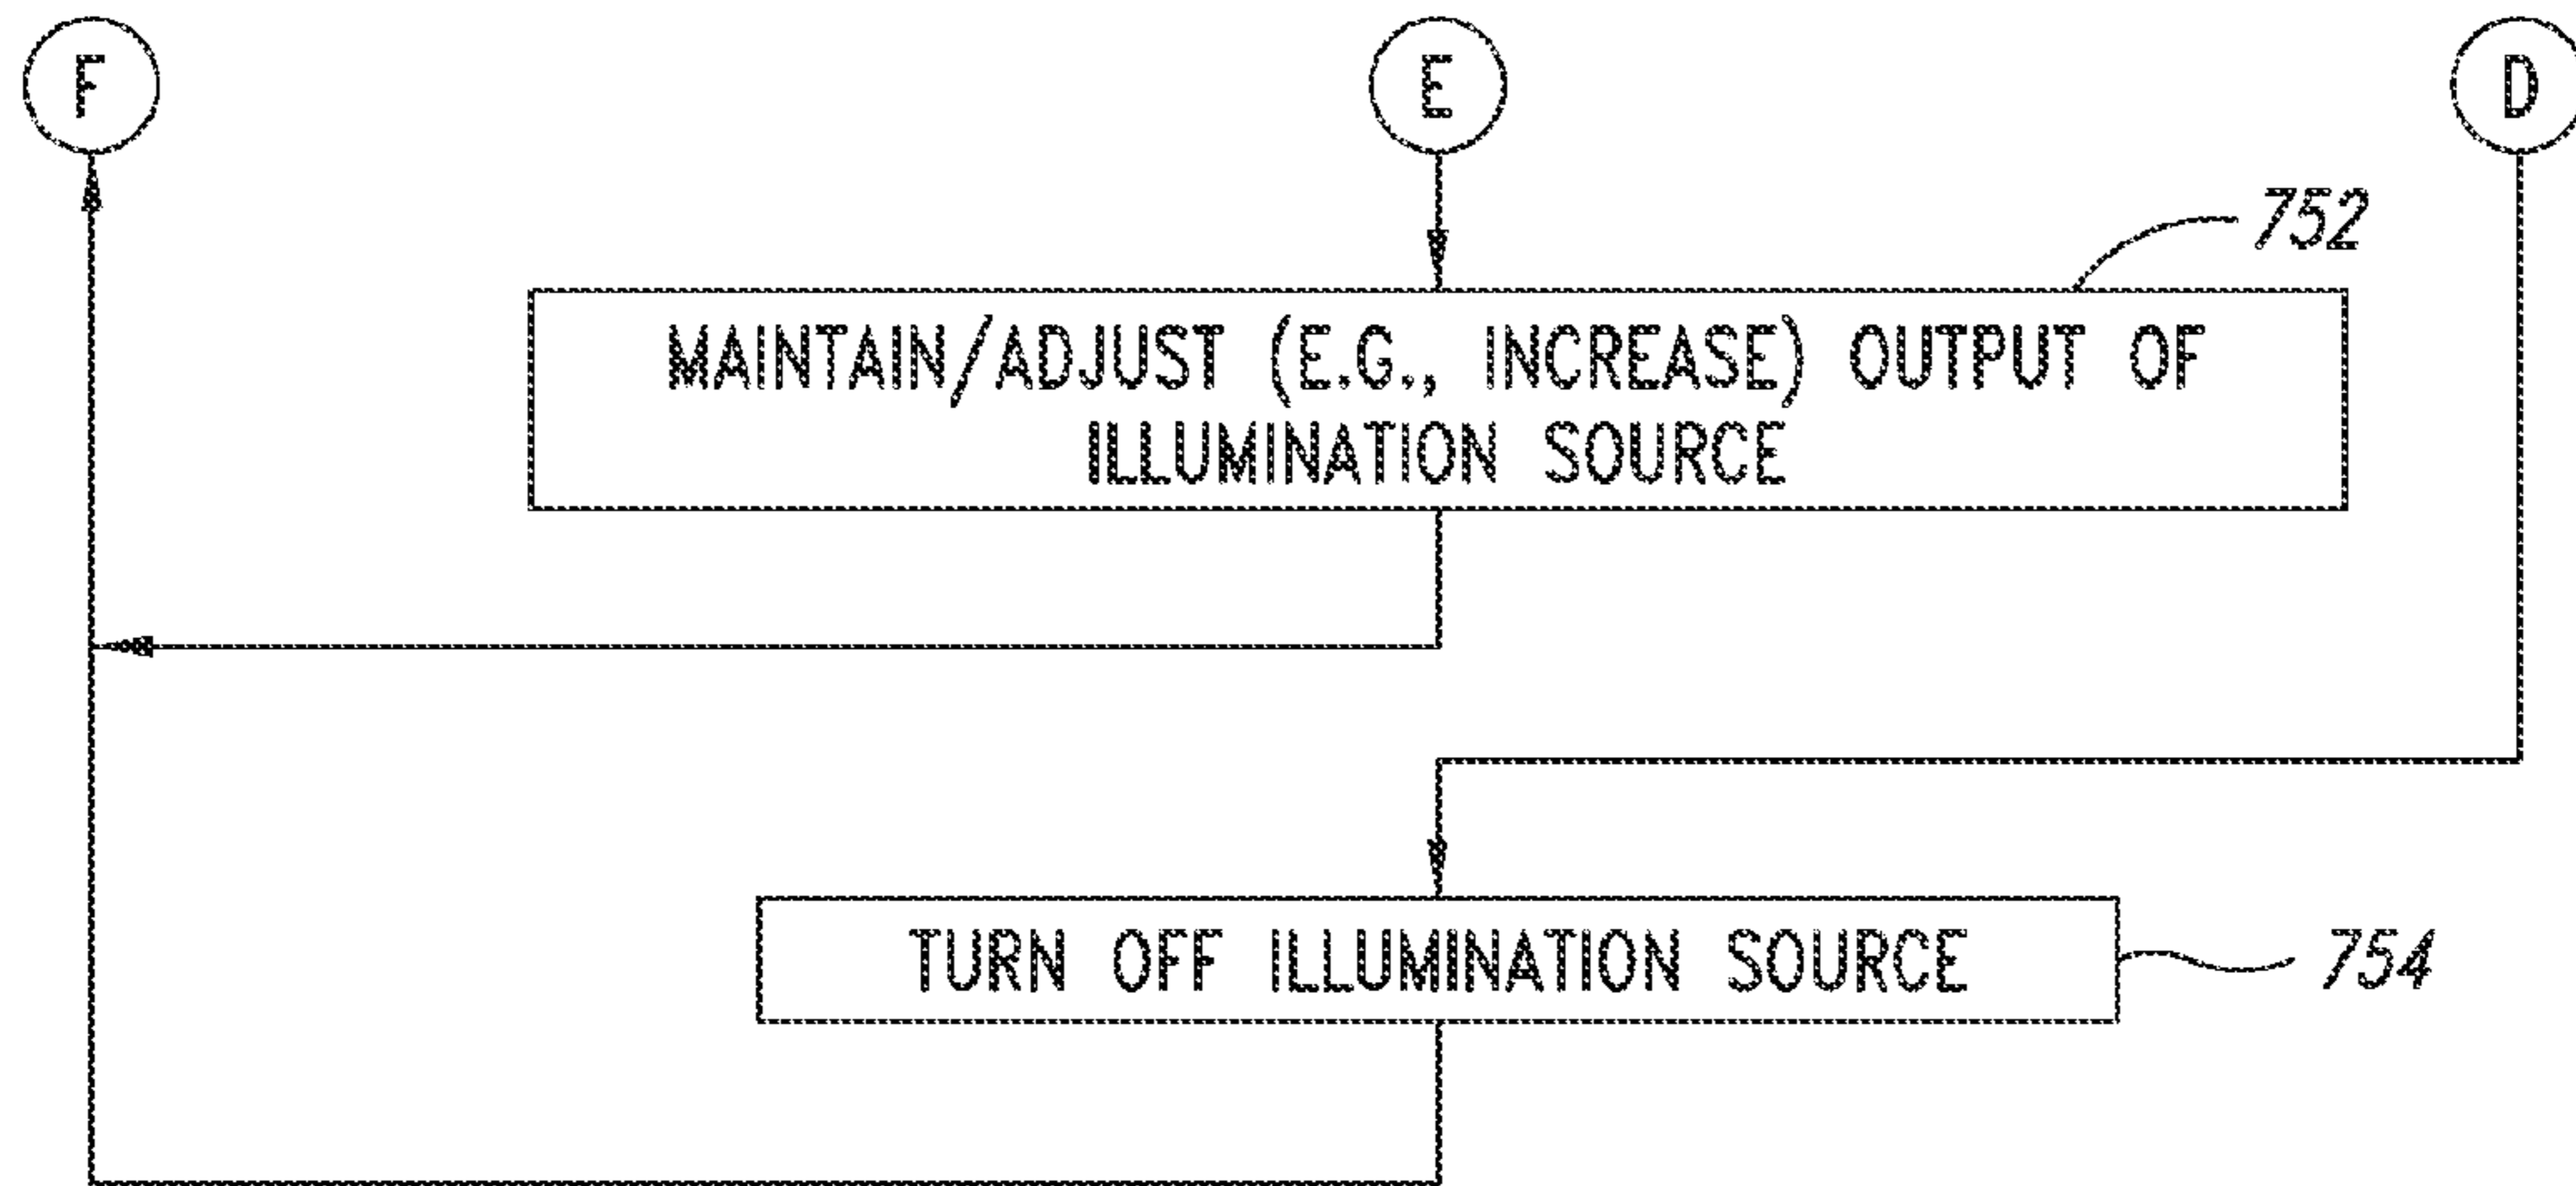 F
E
D
752
MAINTAIN/ADJUST (E.G., INCREASE) OUTPUT OF
ILLUMINATION SOURCE
TURN OFF ILLUMINATION SOURCE
754